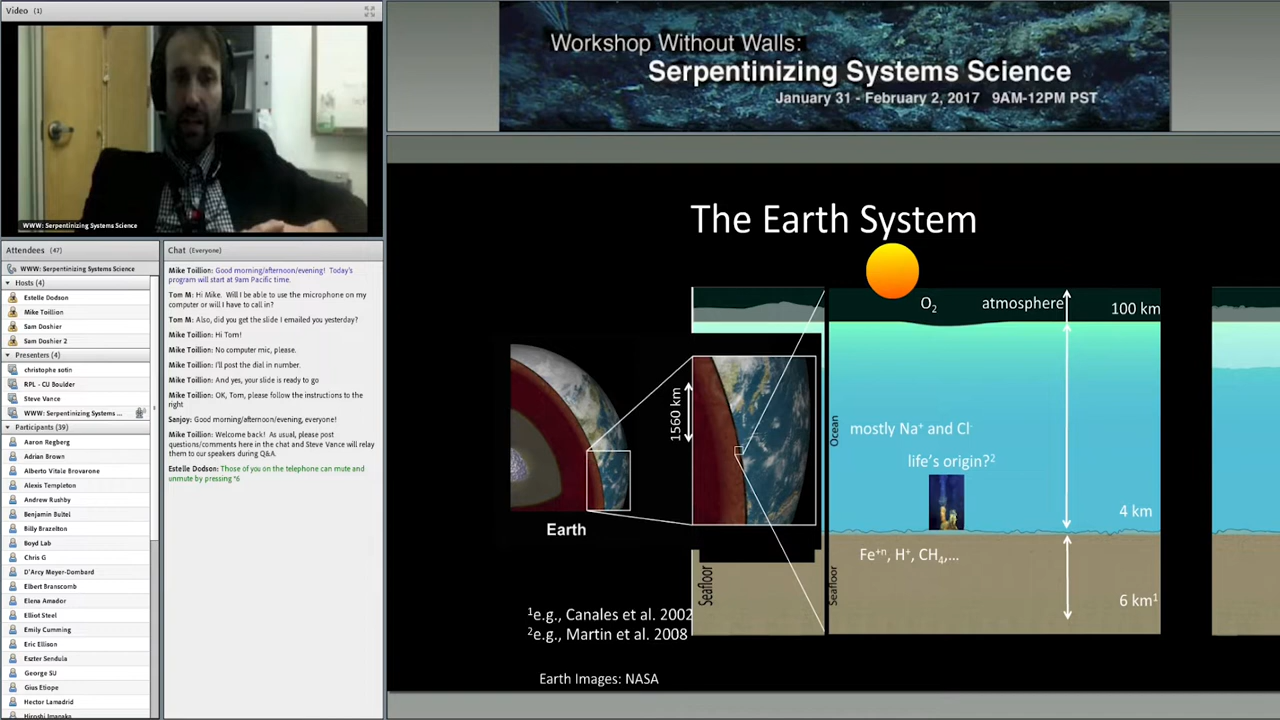 Video (1)
WWW: Serpentinizing Systems Science
Attendees (47)
WWW: Serpentinizing Systems Science
Hosts (4)
Estelle Dodson
Mike Toillion
Sam Doshier
Sam Doshier 2
Presenters (4)
christophe sotin
RPL - CU Boulder
Steve Vance
WWW: Serpentinizing Systems ...
Participants (39)
Aaron Regberg
Adrian Brown
Alberto Vitale Brovarone
Alexis Templeton
Andrew Rushby
Benjamin Bultel
Billy Brazelton
Boyd Lab
Chris G
D'Arcy Meyer-Dombard
Elbert Branscomb
Elena Amador
Elliot Steel
Emily Cumming
Eric Ellison
Eszter Sendula
George SU
Gius Etiope
Hector Lamadrid
Hiroshi Imanaka
Chat (Everyone)
Mike Toillion: Good morning/afternoon/evening! Today's
program will start at 9am Pacific time.
Tom M: Hi Mike. Will I be able to use the microphone on my
computer or will I have to call in?
Tom M: Also, did you get the slide I emailed you yesterday?
Mike Toillion: Hi Tom!
Mike Toillion: No computer mic, please.
Mike Toillion: I'll post the dial in number.
Mike Toillion: And yes, your slide is ready to go
Mike Toillion: OK, Tom, please follow the instructions to the
right
Sanjoy: Good morning/afternoon/evening, everyone!
Mike Toillion: Welcome back! As usual, please post
questions/comments here in the chat and Steve Vance will relay
them to our speakers during Q&A.
Estelle Dodson: Those of you on the telephone can mute and
unmute by pressing *6
Workshop Without Walls:
Serpentinizing Systems Science
January 31 - February 2, 2017 9AM-12PM PST
The Earth System
O₂ atmosphere
100 km
1560 km
Earth
Ocean
mostly Na⁺ and Cl⁻
life's origin?²
4 km
Fe⁺ⁿ, H⁺, CH₄,...
Seafloor
Seafloor
6 km¹
¹e.g., Canales et al. 2002
²e.g., Martin et al. 2008
Earth Images: NASA